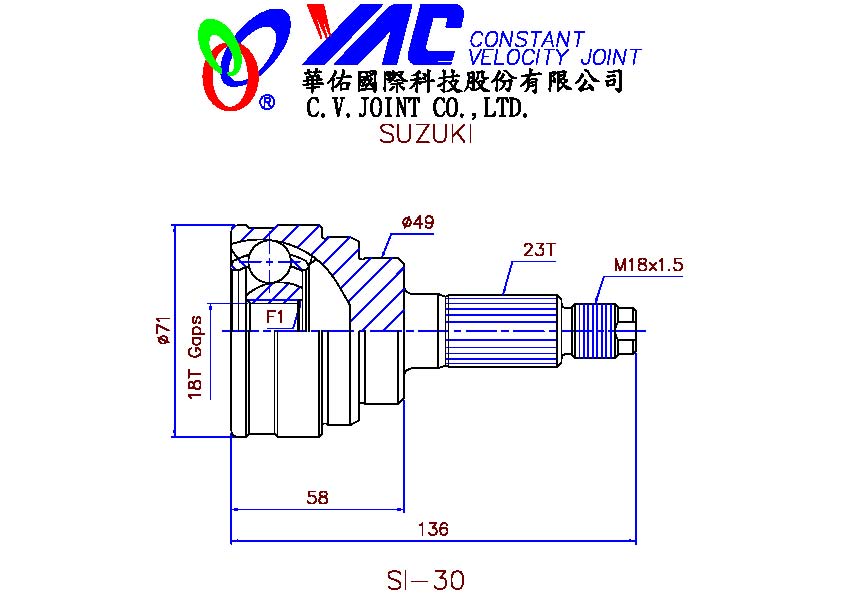 YAC CONSTANT
VELOCITY JOINT
®
華佑國際科技股份有限公司
C.V.JOINT CO.,LTD.
SUZUKI
ø49
23T
M18x1.5
F1
ø71
18T Gaps
58
136
SI-30